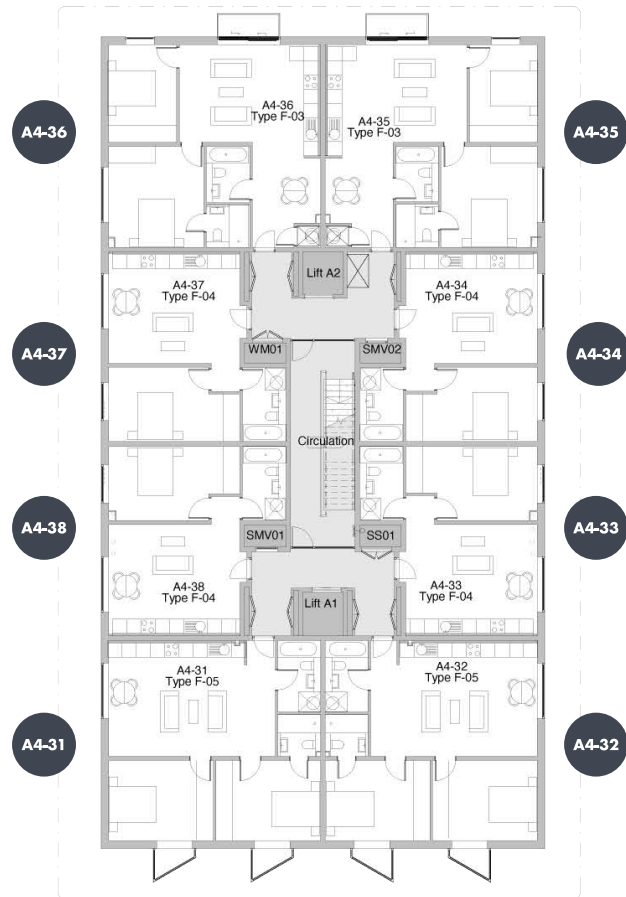 A4-36
A4-36
Type F-03
A4-35
Type F-03
A4-35
Lift A2
A4-37
Type F-04
A4-34
Type F-04
A4-37
WM01
SMV02
A4-34
Circulation
A4-38
SMV01
SS01
A4-33
A4-38
Type F-04
A4-33
Type F-04
Lift A1
A4-31
Type F-05
A4-32
Type F-05
A4-31
A4-32